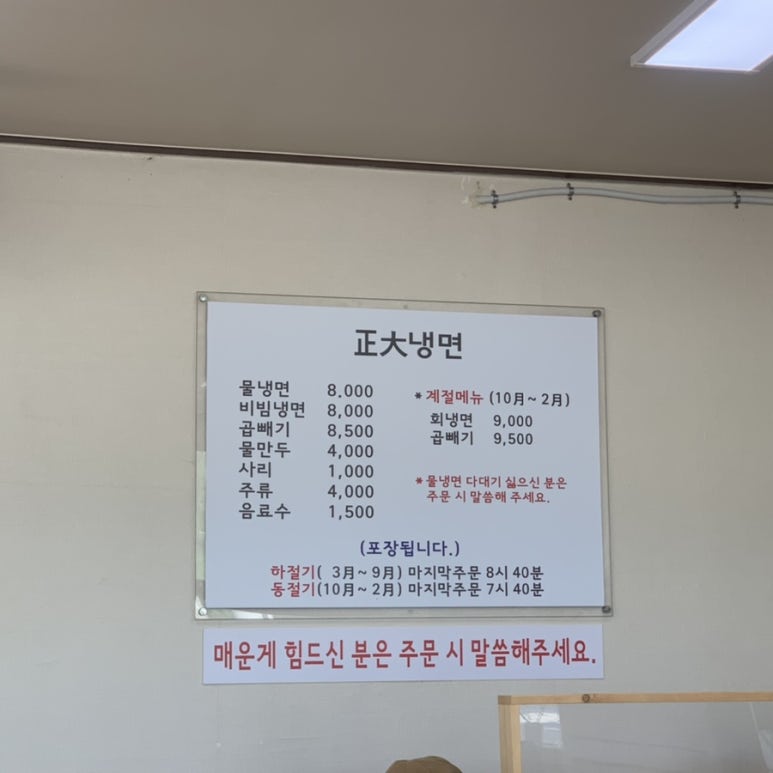 正大냉면
물냉면 8,000
비빔냉면 8,000
곱빼기 8,500
물만두 4,000
사리 1,000
주류 4,000
음료수 1,500
*계절메뉴 (10月~2月)
회냉면 9,000
곱빼기 9,500
*물냉면 다대기 싫으신 분은
주문 시 말씀해 주세요.
(포장됩니다.)
하절기( 3月~9月) 마지막주문 8시 40분
동절기(10月~2月) 마지막주문 7시 40분
매운게 힘드신 분은 주문 시 말씀해주세요.